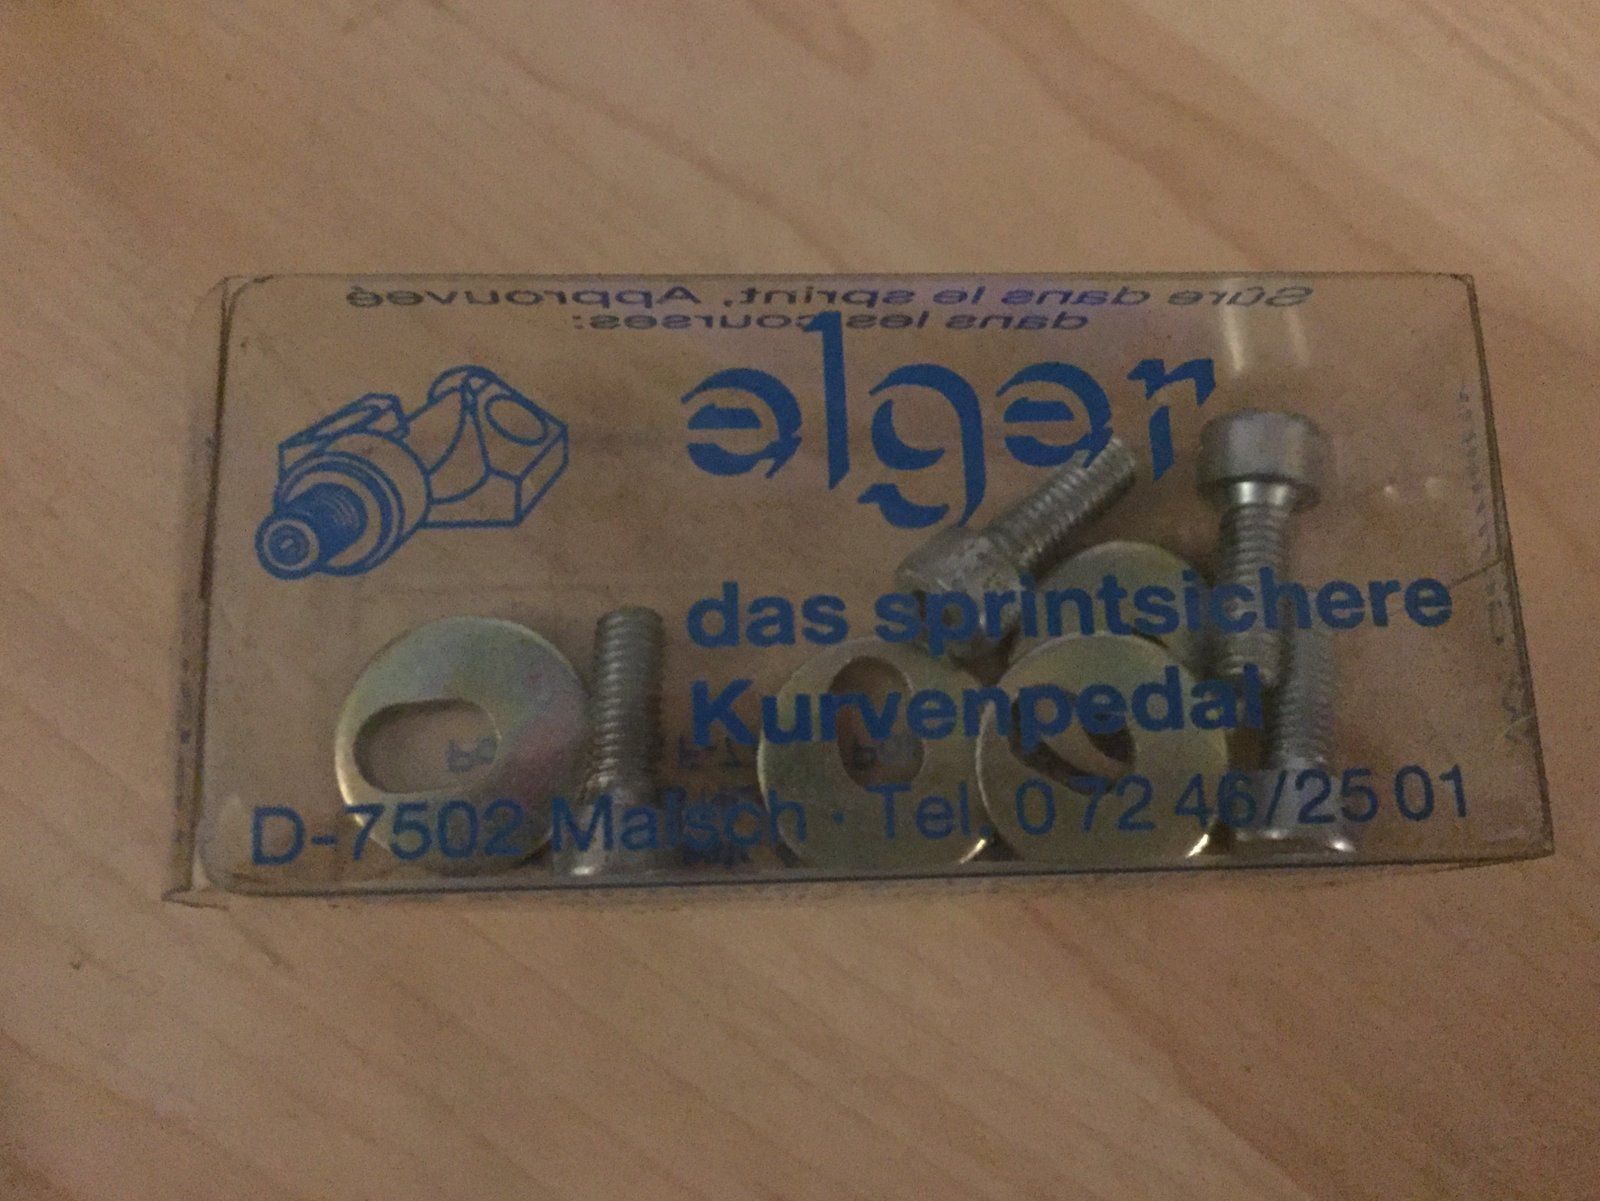 Sûre dans le sprint, Approuvée
dans les courses:
elger
das sprintsichere
Kurvenpedal
D-7502 Malsch · Tel. 0 72 46/25 01